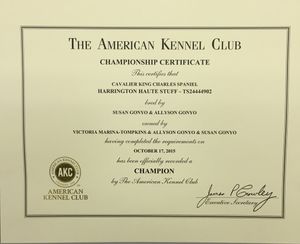 THE AMERICAN KENNEL CLUB
CHAMPIONSHIP CERTIFICATE
This certifies that
CAVALIER KING CHARLES SPANIEL
HARRINGTON HAUTE STUFF – TS24444902
bred by
SUSAN GONYO & ALLYSON GONYO
owned by
VICTORIA MARINA-TOMPKINS & ALLYSON GONYO & SUSAN GONYO
having completed the requirements on
OCTOBER 17, 2015
has been officially recorded a
CHAMPION
by The American Kennel Club
AKC
AMERICAN
KENNEL CLUB
James P. Crowley
Executive Secretary